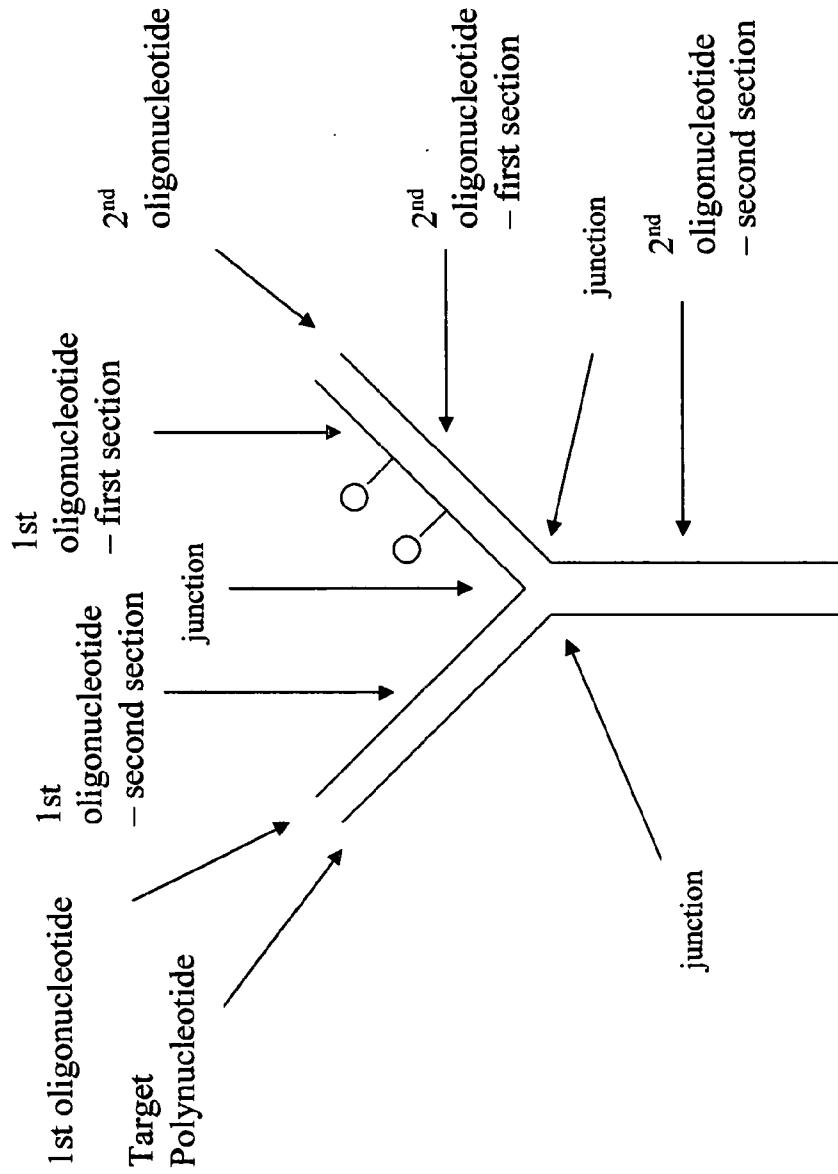 1st oligonucleotide
Target
Polynucleotide
1st
oligonucleotide
– second section
junction
1st
oligonucleotide
– first section
2nd
oligonucleotide
2nd
oligonucleotide
– first section
junction
2nd
oligonucleotide
– second section
junction